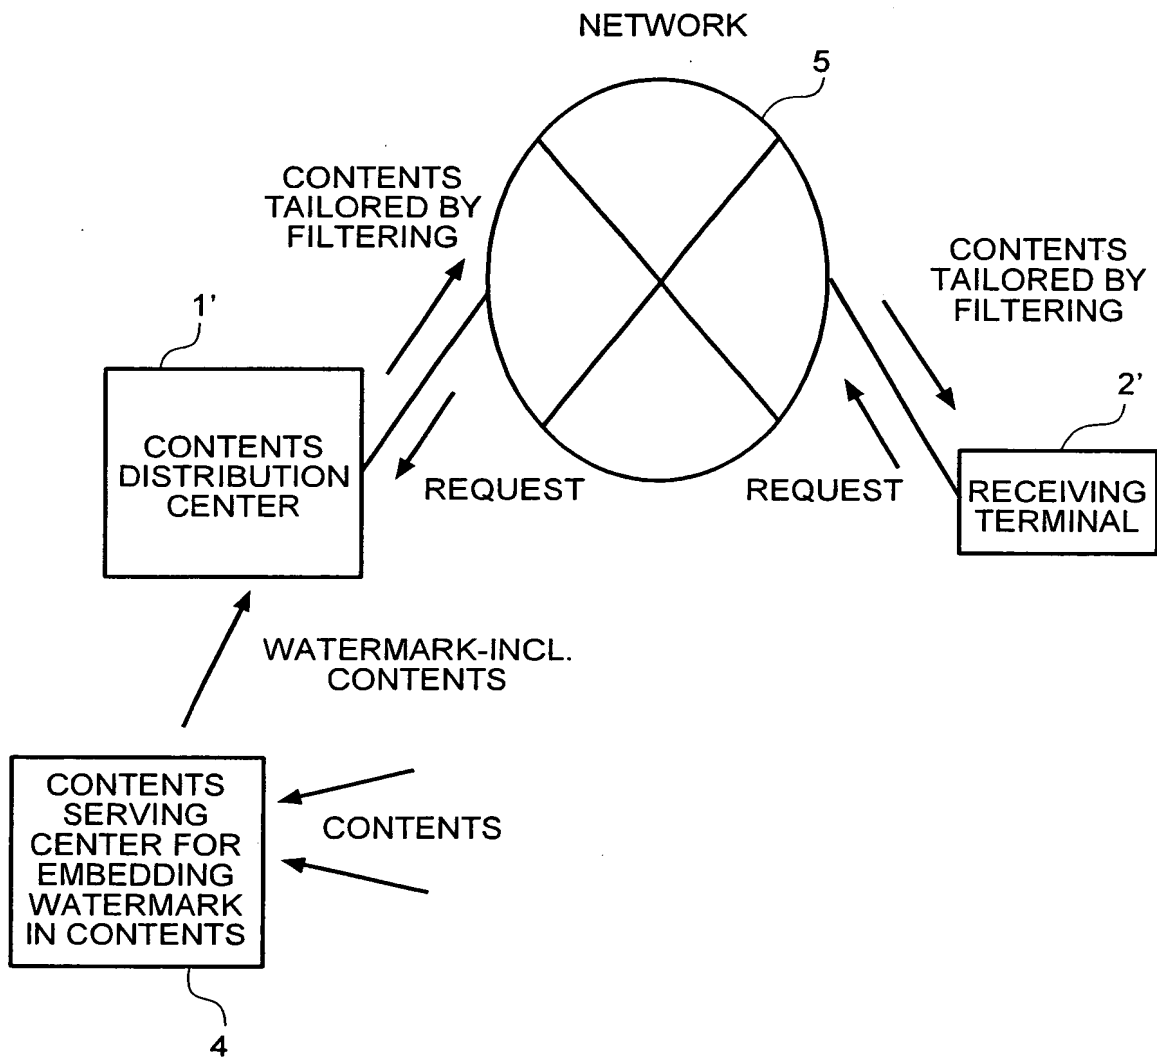 NETWORK
5
CONTENTS
TAILORED BY
FILTERING
CONTENTS
TAILORED BY
FILTERING
1'
2'
CONTENTS
DISTRIBUTION
CENTER
REQUEST
REQUEST
RECEIVING
TERMINAL
WATERMARK-INCL.
CONTENTS
CONTENTS
SERVING
CENTER FOR
EMBEDDING
WATERMARK
IN CONTENTS
CONTENTS
4